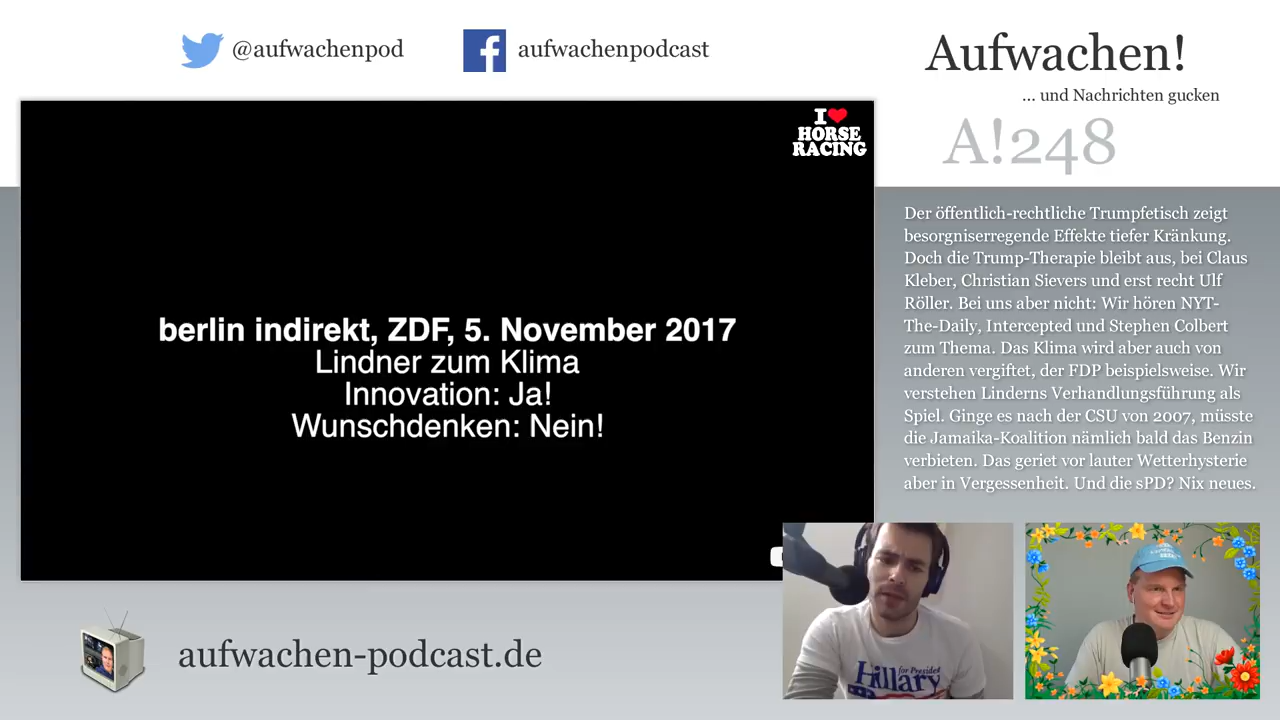 @aufwachenpod
aufwachenpodcast
Aufwachen!
... und Nachrichten gucken
A!248
I
HORSE
RACING
berlin indirekt, ZDF, 5. November 2017
Lindner zum Klima
Innovation: Ja!
Wunschdenken: Nein!
Der öffentlich-rechtliche Trumpfetisch zeigt
besorgniserregende Effekte tiefer Kränkung.
Doch die Trump-Therapie bleibt aus, bei Claus
Kleber, Christian Sievers und erst recht Ulf
Röller. Bei uns aber nicht: Wir hören NYT-
The-Daily, Intercepted und Stephen Colbert
zum Thema. Das Klima wird aber auch von
anderen vergiftet, der FDP beispielsweise. Wir
verstehen Linderns Verhandlungsführung als
Spiel. Ginge es nach der CSU von 2007, müsste
die Jamaika-Koalition nämlich bald das Benzin
verbieten. Das geriet vor lauter Wetterhysterie
aber in Vergessenheit. Und die sPD? Nix neues.
for President
Hillary
aufwachen-podcast.de